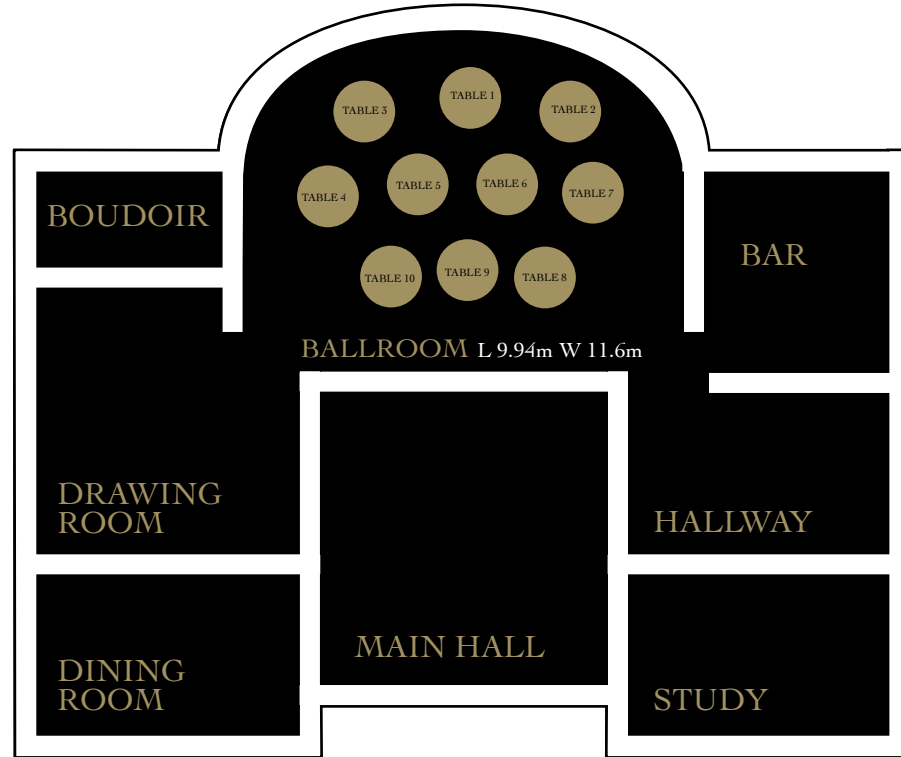 TABLE 1
TABLE 3
TABLE 2
TABLE 5
TABLE 6
TABLE 4
TABLE 7
BOUDOIR
BAR
TABLE 9
TABLE 10
TABLE 8
BALLROOM L 9.94m W 11.6m
DRAWING
ROOM
HALLWAY
MAIN HALL
DINING
ROOM
STUDY